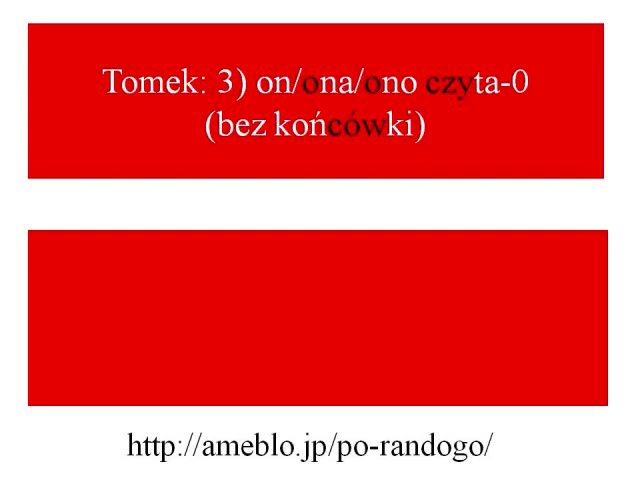 Tomek: 3) on/ona/ono czyta-0
(bez końcówki)
http://ameblo.jp/po-randogo/